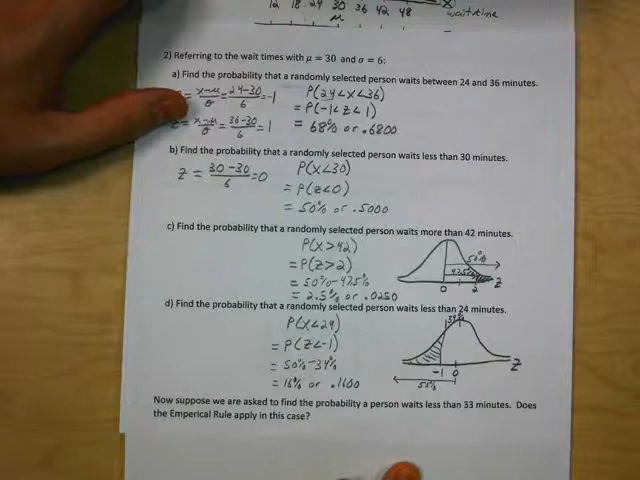 12 18 24 30 36 42 48 X
μ
wait time
2) Referring to the wait times with μ = 30 and σ = 6:
a) Find the probability that a randomly selected person waits between 24 and 36 minutes.
= x-μ/σ = 24-30/6 = -1 P(24<x<36)
= P(-1<z<1)
z = x-μ/σ = 36-30/6 = 1 = 68% or .6800
b) Find the probability that a randomly selected person waits less than 30 minutes.
z = 30-30/6 = 0 P(x<30)
= P(z<0)
= 50% or .5000
c) Find the probability that a randomly selected person waits more than 42 minutes.
P(x>42) 50%
= P(z>2) 47.5%
= 50%-47.5% 0 2 z
= 2.5% or .0250
d) Find the probability that a randomly selected person waits less than 24 minutes.
P(x<24) 34%
= P(z<-1)
= 50%-34% -1 0 z
= 16% or .1600 50%
Now suppose we are asked to find the probability a person waits less than 33 minutes. Does
the Emperical Rule apply in this case?